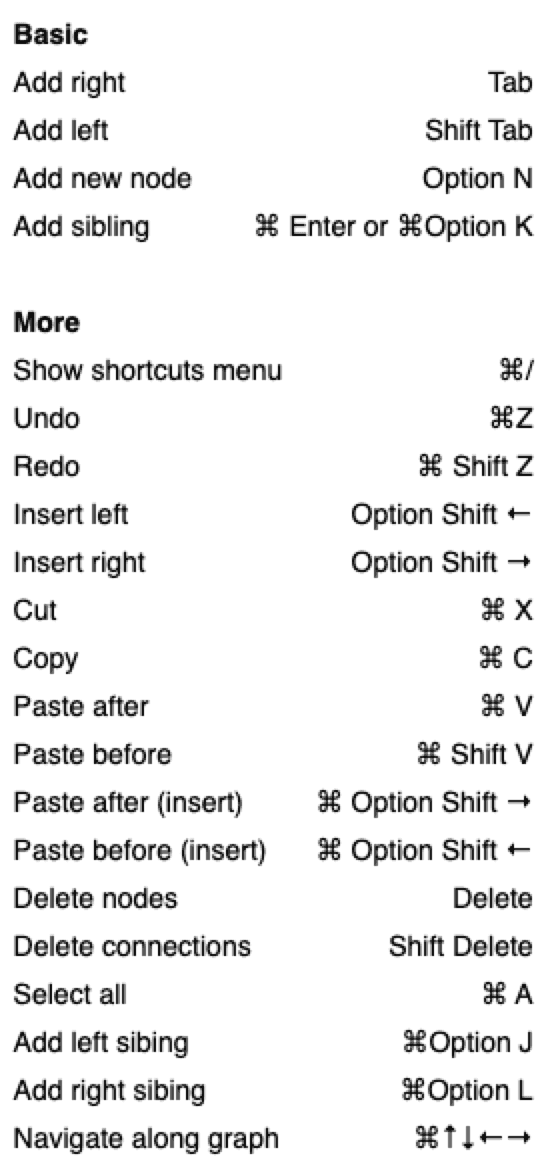 Basic
Add right Tab
Add left Shift Tab
Add new node Option N
Add sibling ⌘ Enter or ⌘Option K
More
Show shortcuts menu ⌘/
Undo ⌘Z
Redo ⌘ Shift Z
Insert left Option Shift ←
Insert right Option Shift →
Cut ⌘ X
Copy ⌘ C
Paste after ⌘ V
Paste before ⌘ Shift V
Paste after (insert) ⌘ Option Shift →
Paste before (insert) ⌘ Option Shift ←
Delete nodes Delete
Delete connections Shift Delete
Select all ⌘ A
Add left sibing ⌘Option J
Add right sibing ⌘Option L
Navigate along graph ⌘↑↓←→